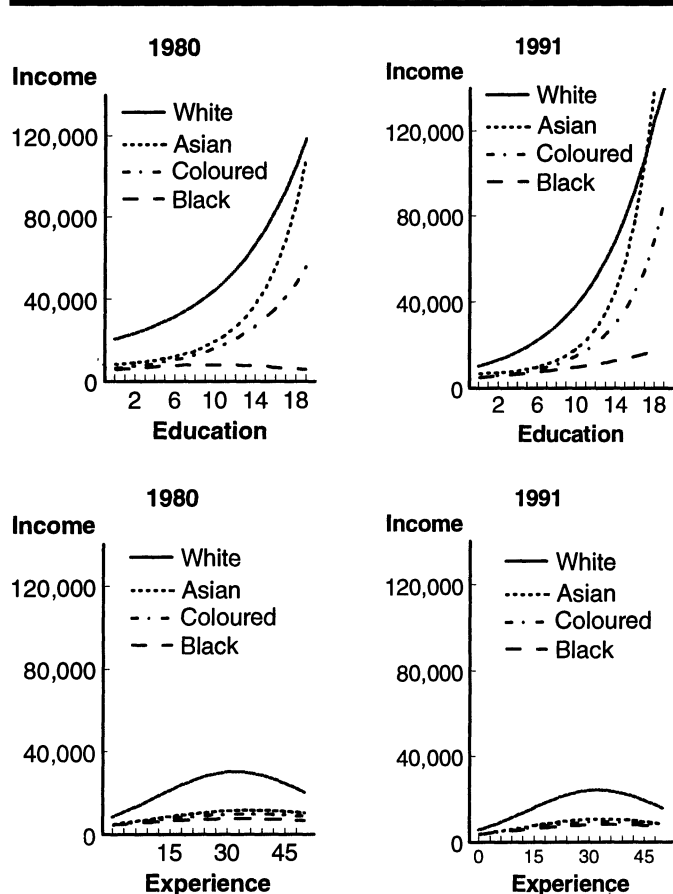 1980
Income
White
Asian
Coloured
Black
120,000
80,000
40,000
0
2 6 10 14 18
Education
1991
Income
White
Asian
Coloured
Black
120,000
80,000
40,000
0
2 6 10 14 18
Education
1980
Income
White
Asian
Coloured
Black
120,000
80,000
40,000
0
15 30 45
Experience
1991
Income
White
Asian
Coloured
Black
120,000
80,000
40,000
0
0 15 30 45
Experience